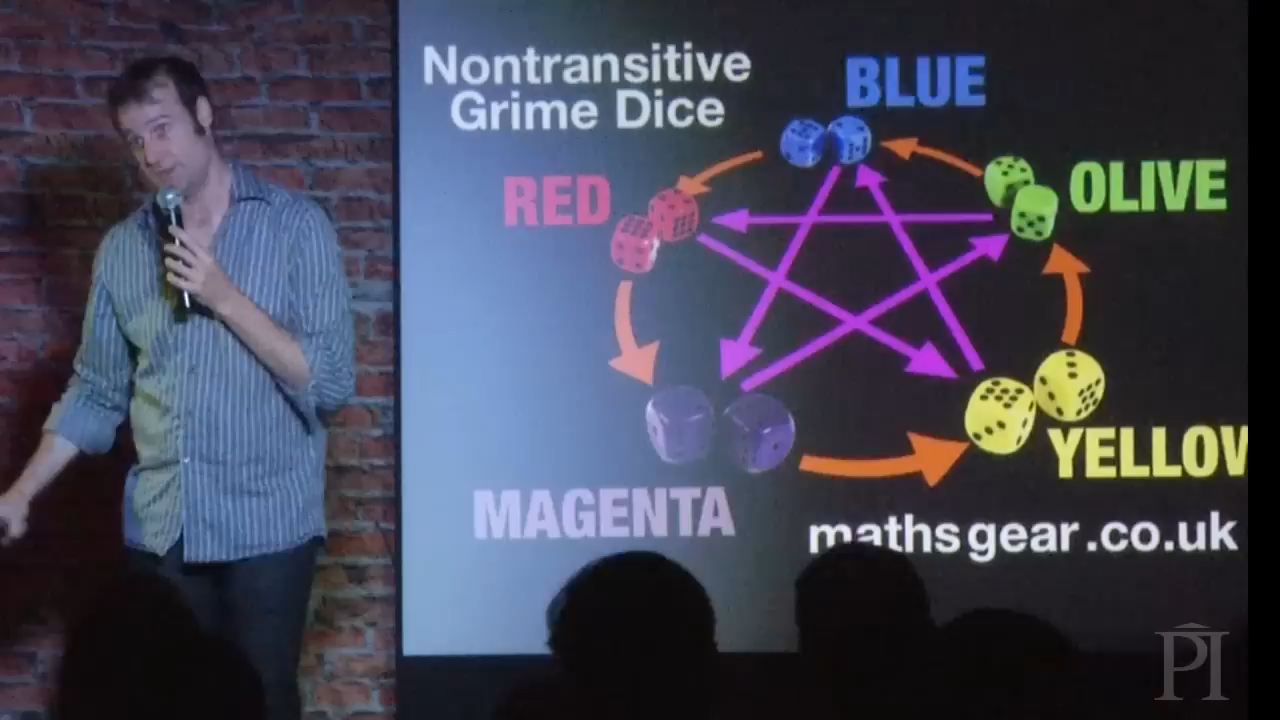 Nontransitive
Grime Dice
BLUE
RED
OLIVE
YELLOW
MAGENTA
mathsgear.co.uk
PI